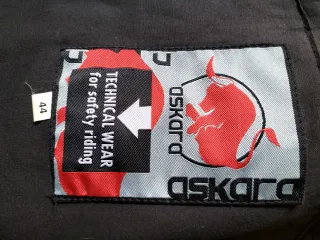 askara
askara
TECHNICAL WEAR
for safety riding
44